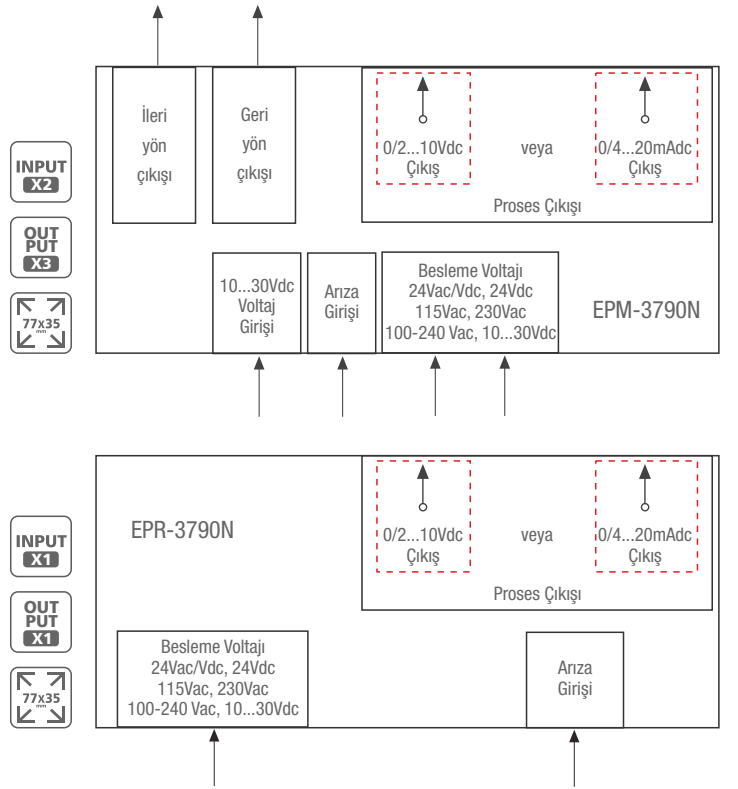 İleri
yön
çıkışı
Geri
yön
çıkışı
0/2...10Vdc
Çıkış
veya
0/4...20mAdc
Çıkış
Proses Çıkışı
INPUT
X2
OUT
PUT
X3
77x35
mm
10...30Vdc
Voltaj
Girişi
Arıza
Girişi
Besleme Voltajı
24Vac/Vdc, 24Vdc
115Vac, 230Vac
100-240 Vac, 10...30Vdc
EPM-3790N
EPR-3790N
0/2...10Vdc
Çıkış
veya
0/4...20mAdc
Çıkış
Proses Çıkışı
INPUT
X1
OUT
PUT
X1
77x35
mm
Besleme Voltajı
24Vac/Vdc, 24Vdc
115Vac, 230Vac
100-240 Vac, 10...30Vdc
Arıza
Girişi